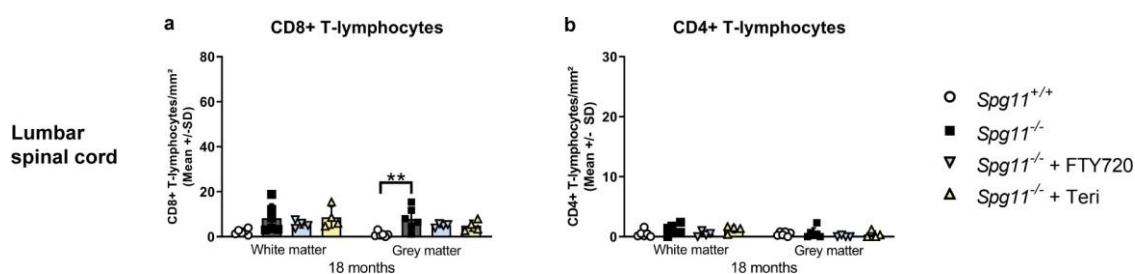 a
CD8+ T-lymphocytes
CD8+ T-lymphocytes/mm²
(Mean +/-SD)
80
60
40
20
0
**
White matter
Grey matter
18 months
b
CD4+ T-lymphocytes
CD4+ T-lymphocytes/mm²
(Mean +/- SD)
30
20
10
0
White matter
Grey matter
18 months
Lumbar
spinal cord
Spg11+/+
Spg11-/-
Spg11-/- + FTY720
Spg11-/- + Teri